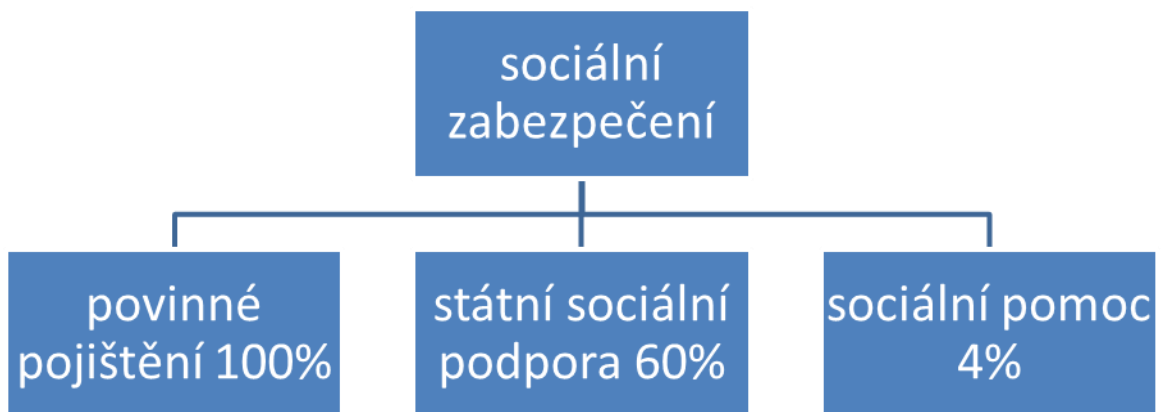 sociální
zabezpečení
povinné
pojištění 100%
státní sociální
podpora 60%
sociální pomoc
4%